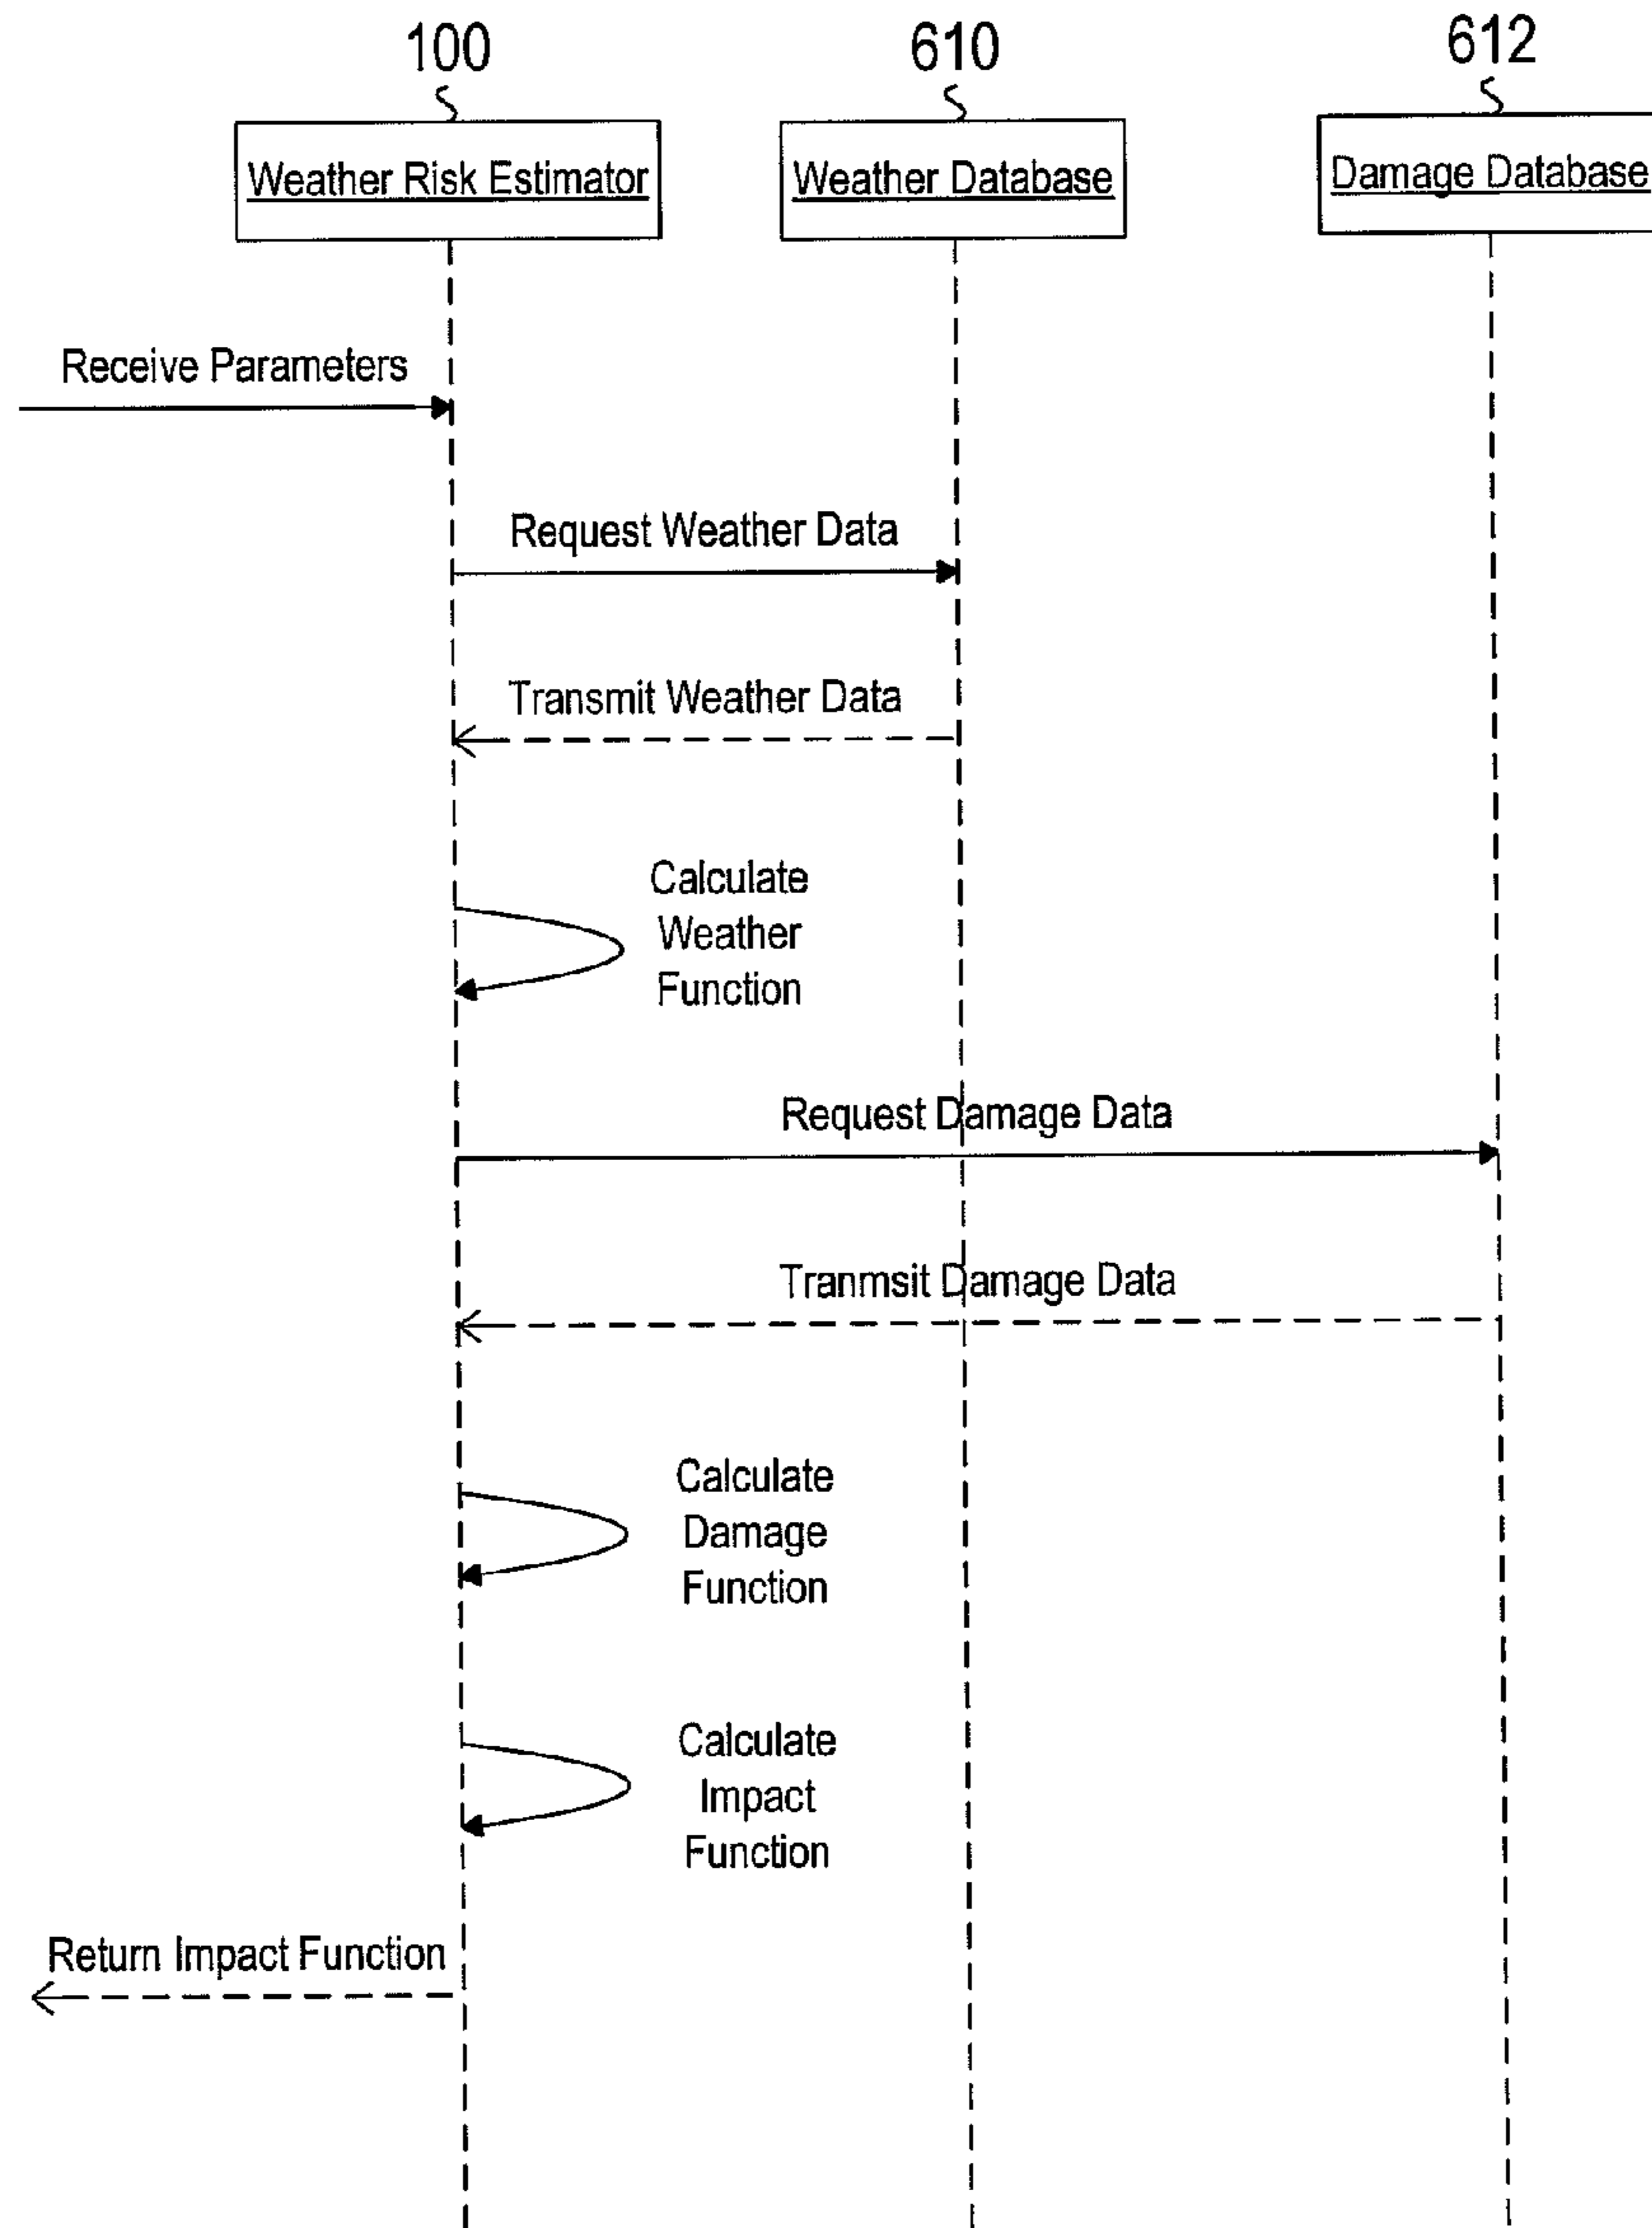 100
610
612
Weather Risk Estimator
Weather Database
Damage Database
Receive Parameters
Request Weather Data
Transmit Weather Data
Calculate
Weather
Function
Request Damage Data
Tranmsit Damage Data
Calculate
Damage
Function
Calculate
Impact
Function
Return Impact Function